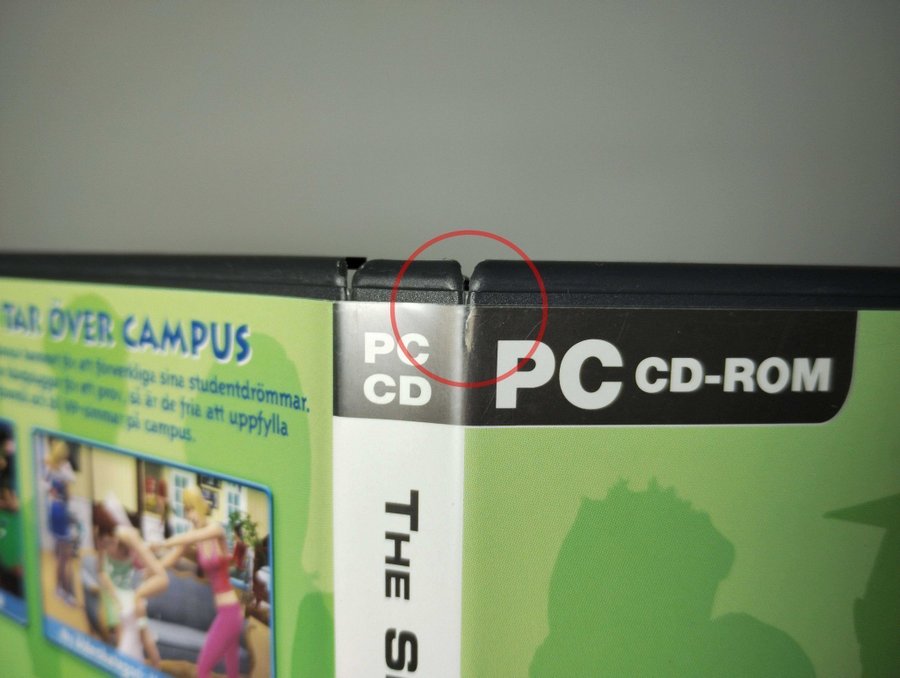 TAR ÖVER CAMPUS
att förverkliga sina studentdrömmar.
så är de fria att uppfylla
på campus.
PC
CD
THE S
PC CD-ROM